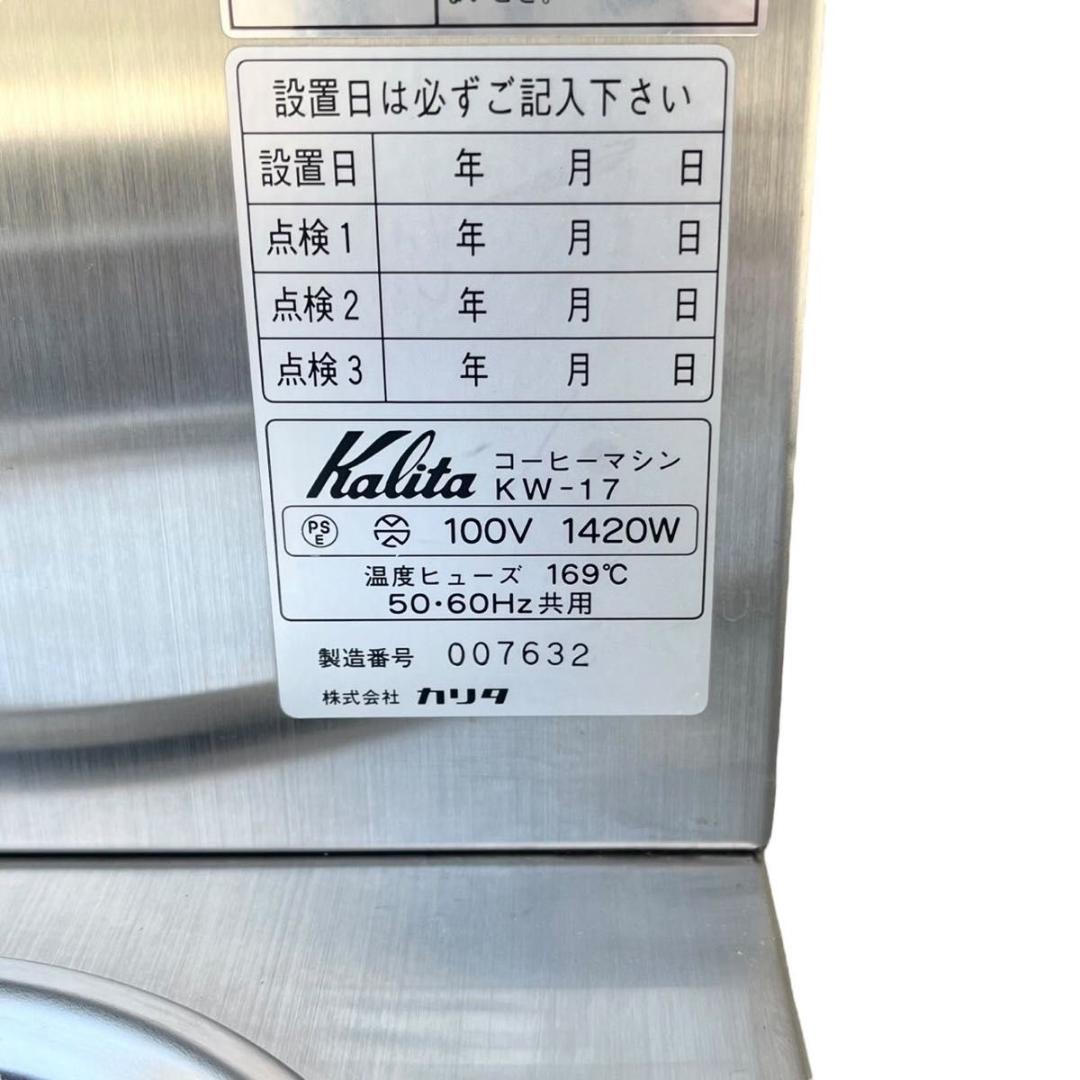 設置日は必ずご記入下さい
設置日 年 月 日
点検1 年 月 日
点検2 年 月 日
点検3 年 月 日
Kalita コーヒーマシン
KW-17
PSE 100V 1420W
温度ヒューズ 169℃
50・60Hz共用
製造番号 007632
株式会社 カリタ